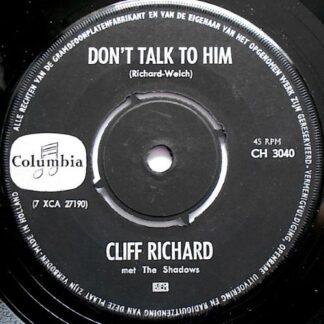 ALLE RECHTEN VAN DE GRAMOFOONPLATENFABRIKANT EN VAN DE EIGENAAR VAN HET OPGENOMEN WERK ZIJN GERESERVEERD · VERMENIGVULDIGING, OPENBARE UITVOERING EN RADIOUITZENDING VAN DEZE PLAAT ZIJN VERBODEN · MADE IN HOLLAND
DON'T TALK TO HIM
(Richard-Welch)
Columbia
45 RPM
CH 3040
(7 XCA 27190)
CLIFF RICHARD
met The Shadows